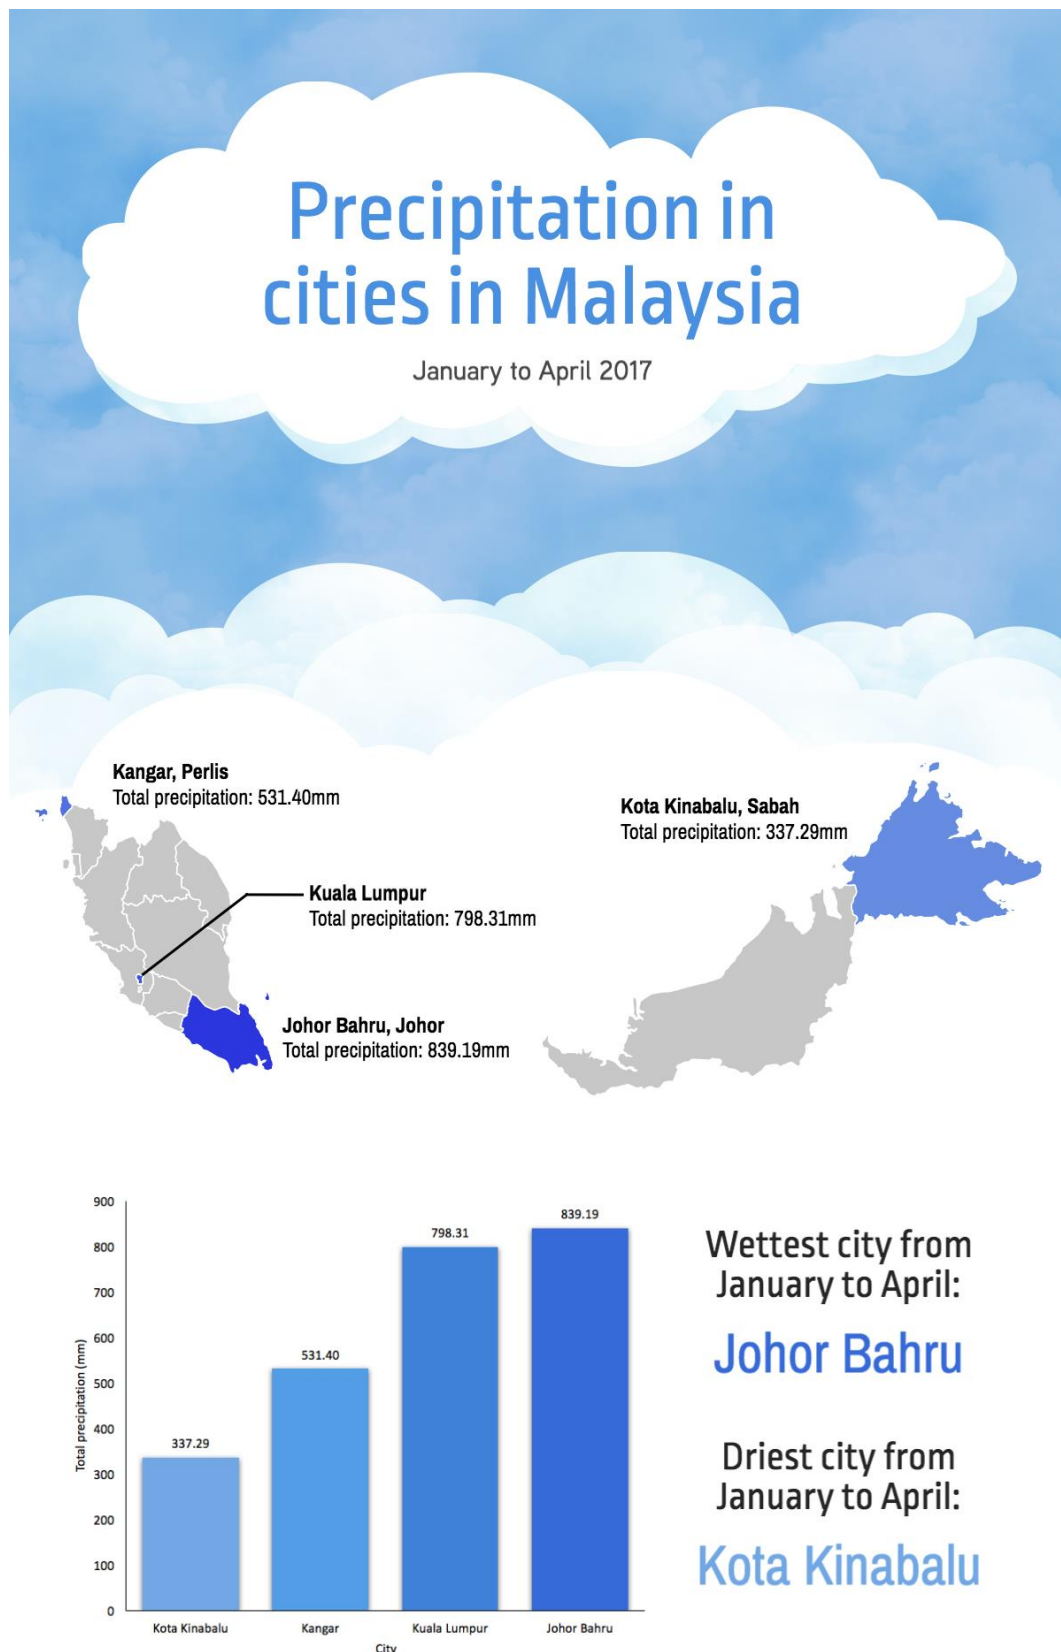 Precipitation in
cities in Malaysia
January to April 2017
Kangar, Perlis
Total precipitation: 531.40mm
Kota Kinabalu, Sabah
Total precipitation: 337.29mm
Kuala Lumpur
Total precipitation: 798.31mm
Johor Bahru, Johor
Total precipitation: 839.19mm
Total precipitation (mm)
900
800
700
600
500
400
300
200
100
0
337.29
531.40
798.31
839.19
Kota Kinabalu
Kangar
Kuala Lumpur
Johor Bahru
City
Wettest city from
January to April:
Johor Bahru
Driest city from
January to April:
Kota Kinabalu